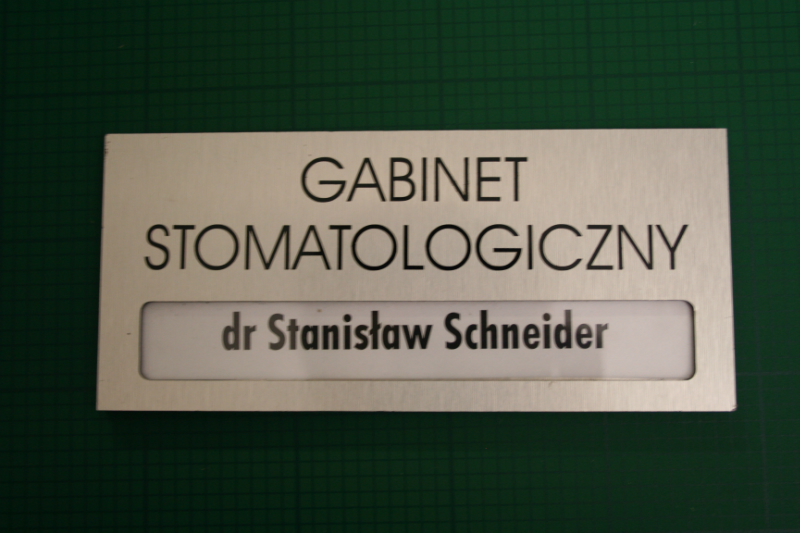 GABINET
STOMATOLOGICZNY
dr Stanisław Schneider